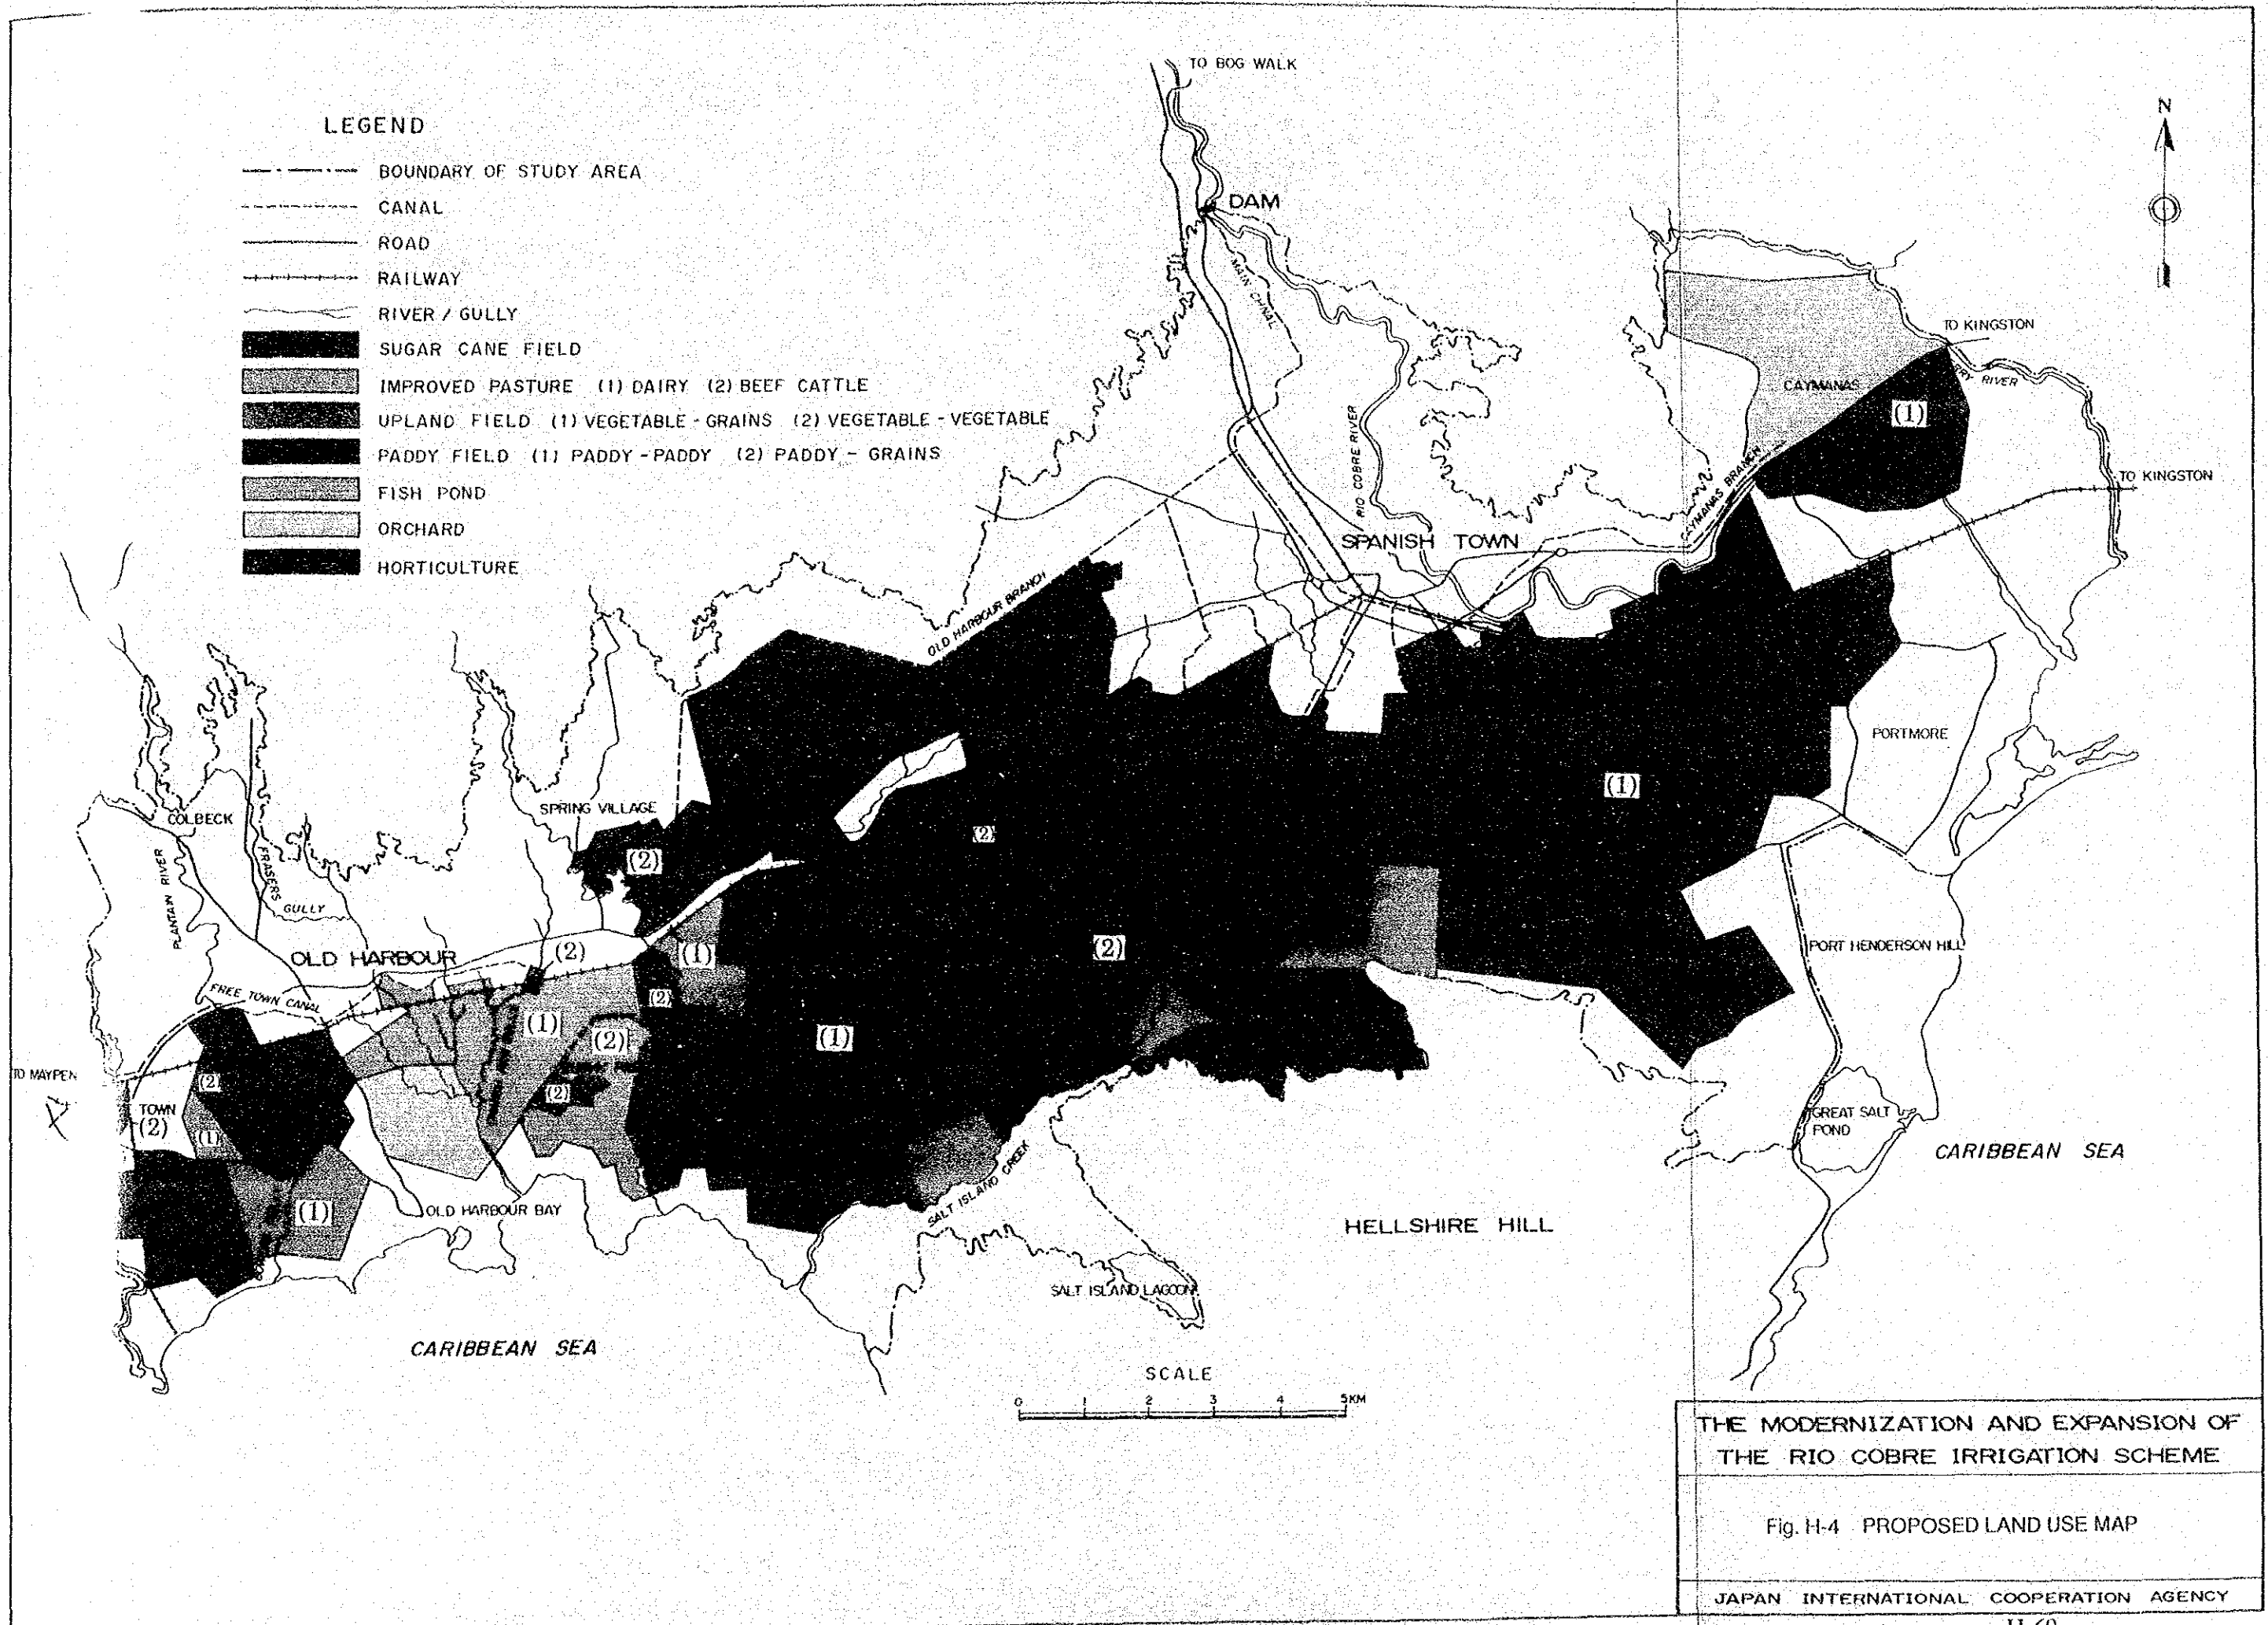 LEGEND
BOUNDARY OF STUDY AREA
CANAL
ROAD
RAILWAY
RIVER / GULLY
SUGAR CANE FIELD
IMPROVED PASTURE (1) DAIRY (2) BEEF CATTLE
UPLAND FIELD (1) VEGETABLE - GRAINS (2) VEGETABLE - VEGETABLE
PADDY FIELD (1) PADDY - PADDY (2) PADDY - GRAINS
FISH POND
ORCHARD
HORTICULTURE
TO BOG WALK
N
DAM
MAIN CANAL
TO KINGSTON
CAYMANAS
RIVER
(1)
RIO COBRE RIVER
CAYMANAS BRANCH
TO KINGSTON
SPANISH TOWN
OLD HARBOUR BRANCH
PORTMORE
(1)
SPRING VILLAGE
COLBECK
(2)
(2)
PLANTAIN RIVER
FRASERS
GULLY
OLD HARBOUR
(2)
(1)
(2)
PORT HENDERSON HILL
FREE TOWN CANAL
(2)
(1)
(2)
(1)
TO MAYPEN
(2)
(2)
TOWN
(2)
(1)
GREAT SALT
POND
CARIBBEAN SEA
(1)
OLD HARBOUR BAY
SALT ISLAND CREEK
HELLSHIRE HILL
SALT ISLAND LAGOON
CARIBBEAN SEA
SCALE
0 1 2 3 4 5KM
THE MODERNIZATION AND EXPANSION OF
THE RIO COBRE IRRIGATION SCHEME
Fig. H-4 PROPOSED LAND USE MAP
JAPAN INTERNATIONAL COOPERATION AGENCY